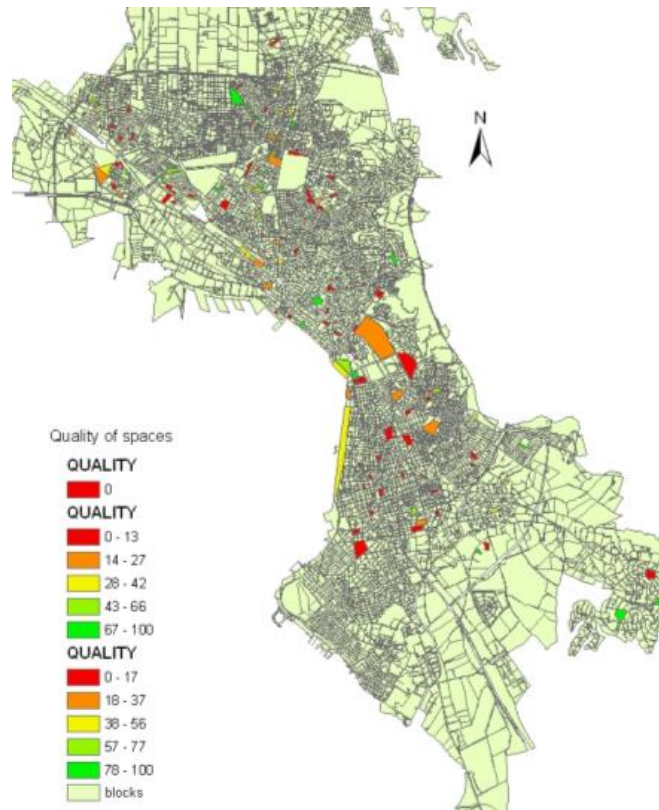 N
Quality of spaces
QUALITY
0
QUALITY
0 - 13
14 - 27
28 - 42
43 - 66
67 - 100
QUALITY
0 - 17
18 - 37
38 - 56
57 - 77
78 - 100
blocks